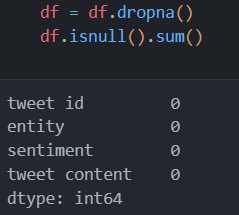 df = df.dropna()
df.isnull().sum()
tweet id 0
entity 0
sentiment 0
tweet content 0
dtype: int64